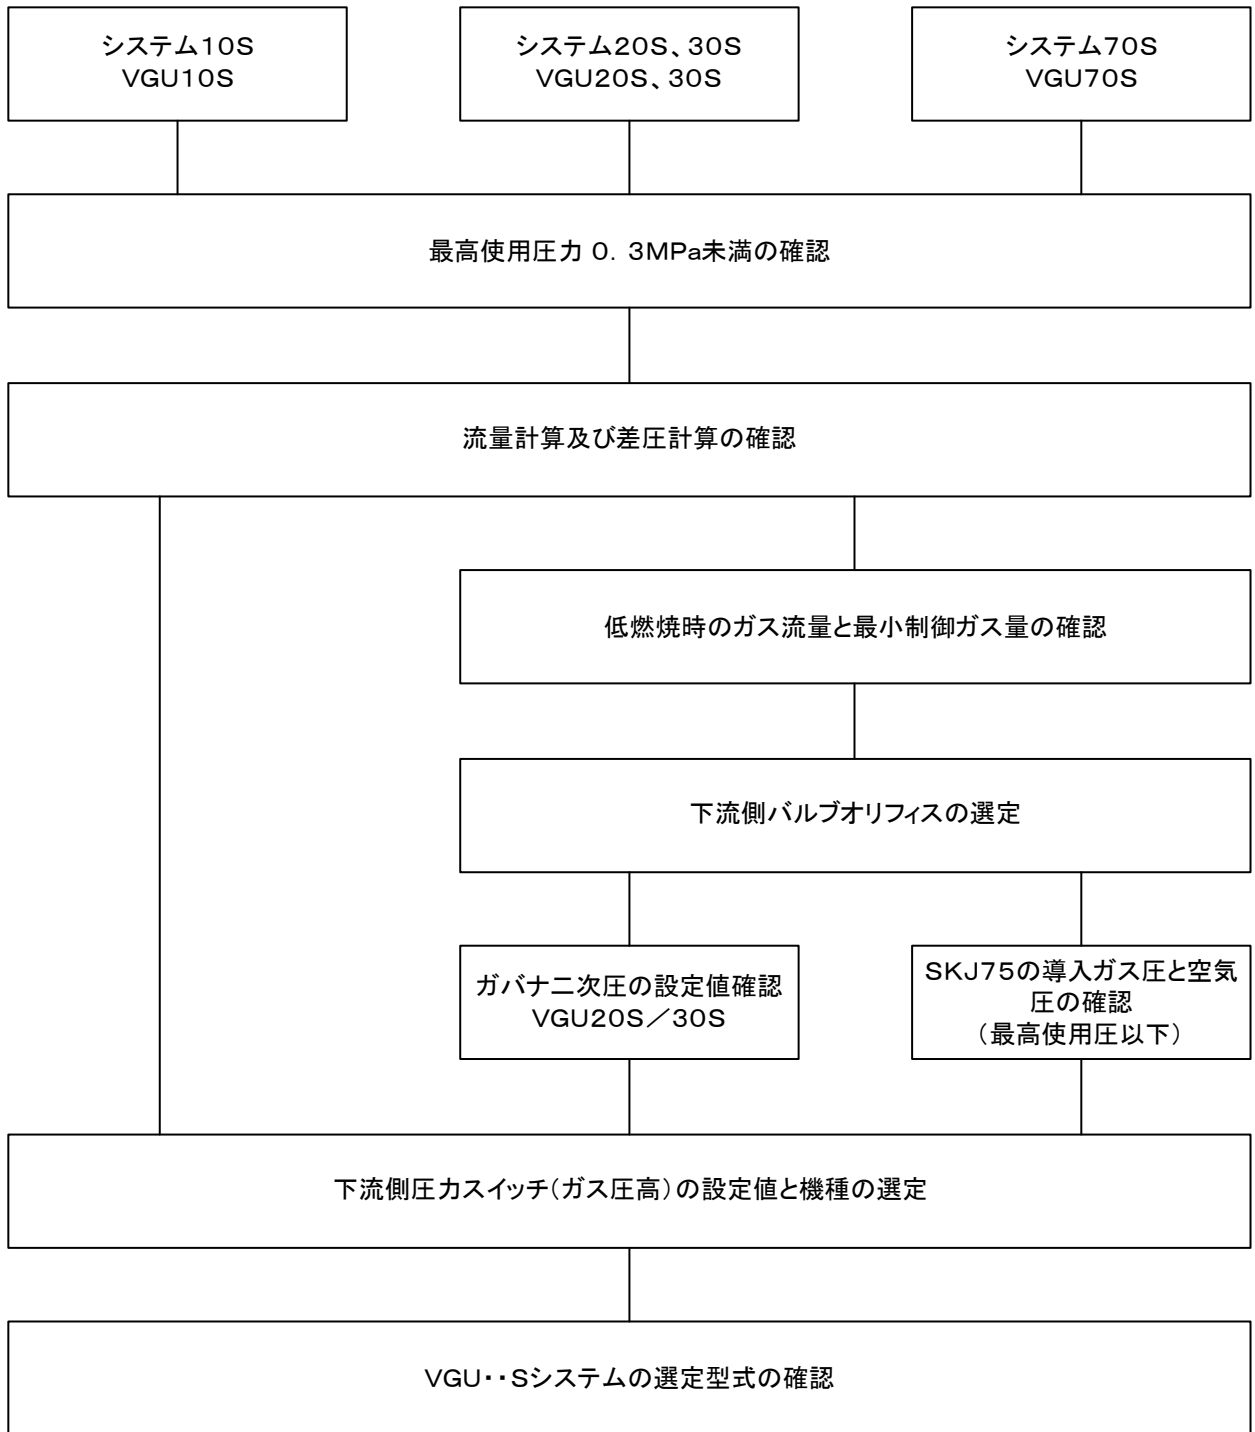 システム10S
VGU10S
システム20S、30S
VGU20S、30S
システム70S
VGU70S
最高使用圧力 0．3MPa未満の確認
流量計算及び差圧計算の確認
低燃焼時のガス流量と最小制御ガス量の確認
下流側バルブオリフィスの選定
ガバナ二次圧の設定値確認
VGU20S／30S
SKJ75の導入ガス圧と空気
圧の確認
（最高使用圧以下）
下流側圧力スイッチ（ガス圧高）の設定値と機種の選定
VGU・・Sシステムの選定型式の確認